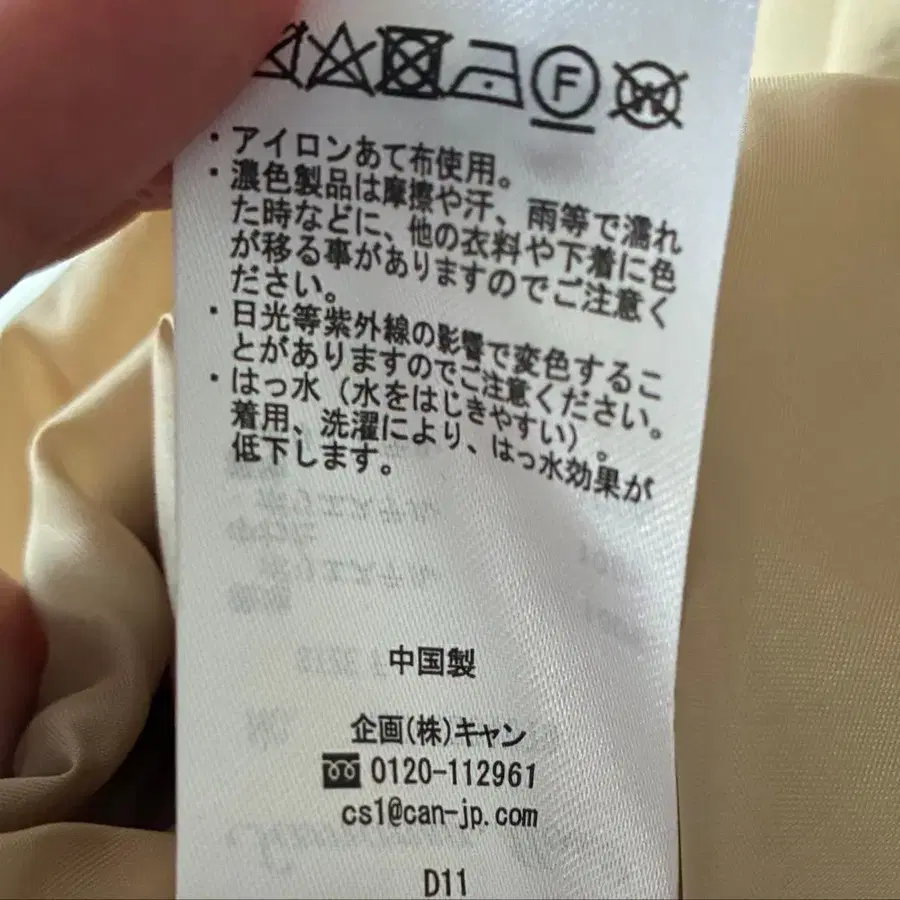 F
W
・アイロンあて布使用。
・濃色製品は摩擦や汗、雨等で濡れ
た時などに、他の衣料や下着に色
が移る事がありますのでご注意く
ださい。
・日光等紫外線の影響で変色するこ
とがありますのでご注意ください。
・はっ水（水をはじきやすい）。
着用、洗濯により、はっ水効果が
低下します。
中国製
企画(株)キャン
0120-112961
cs1@can-jp.com
D11